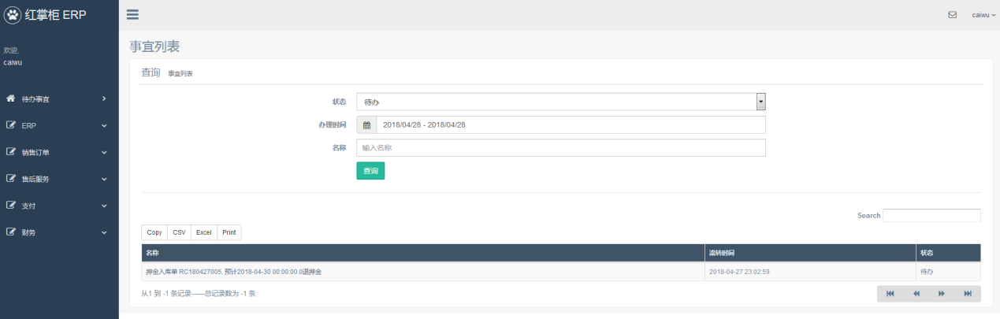 红掌柜 ERP
caiwu
欢迎,
caiwu
待办事宜
ERP
销售订单
售后服务
支付
财务
事宜列表
查询 事宜列表
状态 待办
办理时间 2018/04/28 - 2018/04/28
名称 输入名称
查询
Search
Copy CSV Excel Print
名称 流转时间 状态
押金入库单 RC180427005, 预计2018-04-30 00:00:00.0退押金 2018-04-27 23:02:59 待办
从1 到 -1 条记录——总记录数为 -1 条